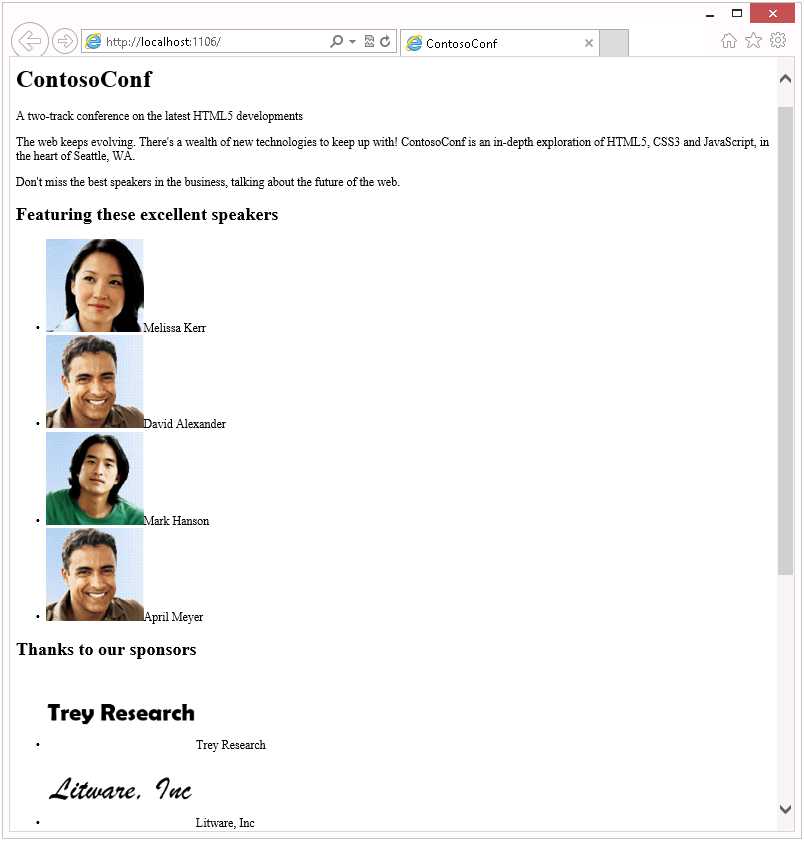 http://localhost:1106/
ContosoConf
ContosoConf
A two-track conference on the latest HTML5 developments
The web keeps evolving. There's a wealth of new technologies to keep up with! ContosoConf is an in-depth exploration of HTML5, CSS3 and JavaScript, in
the heart of Seattle, WA.
Don't miss the best speakers in the business, talking about the future of the web.
Featuring these excellent speakers
• Melissa Kerr
• David Alexander
• Mark Hanson
• April Meyer
Thanks to our sponsors
Trey Research
• Trey Research
Litware, Inc
• Litware, Inc